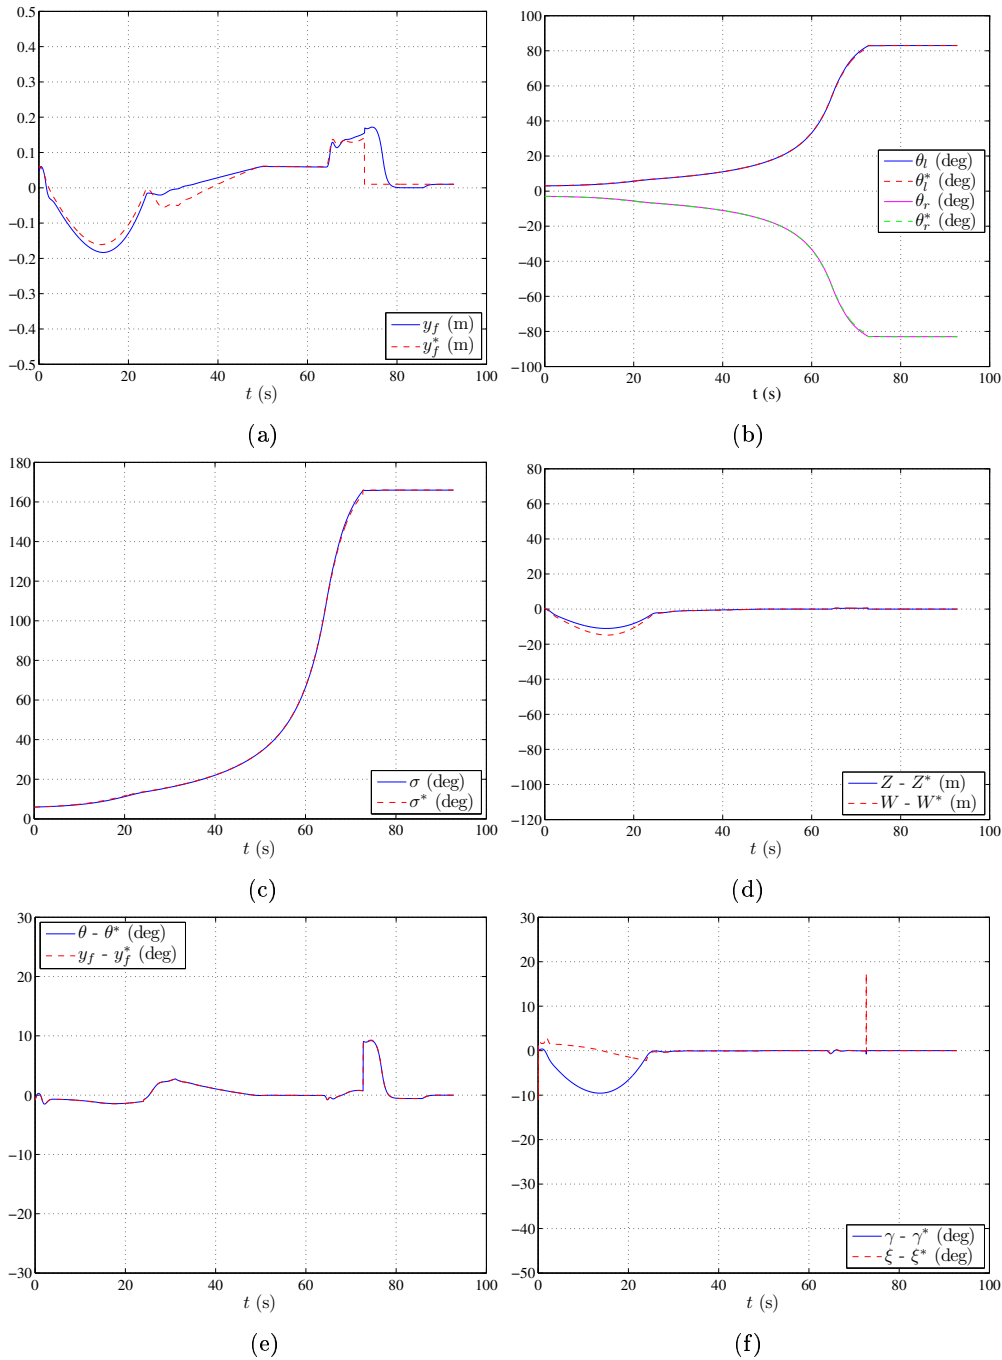 0.5
0.4
0.3
0.2
0.1
0
−0.1
−0.2
−0.3
−0.4
−0.5
0 20 40 60 80 100
t (s)
y_f (m)
y_f^* (m)
(a)
100
80
60
40
20
0
−20
−40
−60
−80
−100
0 20 40 60 80 100
t (s)
θ_l (deg)
θ_l^* (deg)
θ_r (deg)
θ_r^* (deg)
(b)
180
160
140
120
100
80
60
40
20
0
0 20 40 60 80 100
t (s)
σ (deg)
σ^* (deg)
(c)
80
60
40
20
0
−20
−40
−60
−80
−100
−120
0 20 40 60 80 100
t (s)
Z - Z^* (m)
W - W^* (m)
(d)
30
20
10
0
−10
−20
−30
0 20 40 60 80 100
t (s)
θ - θ^* (deg)
y_f - y_f^* (deg)
(e)
30
20
10
0
−10
−20
−30
−40
−50
0 20 40 60 80 100
t (s)
γ - γ^* (deg)
ξ - ξ^* (deg)
(f)